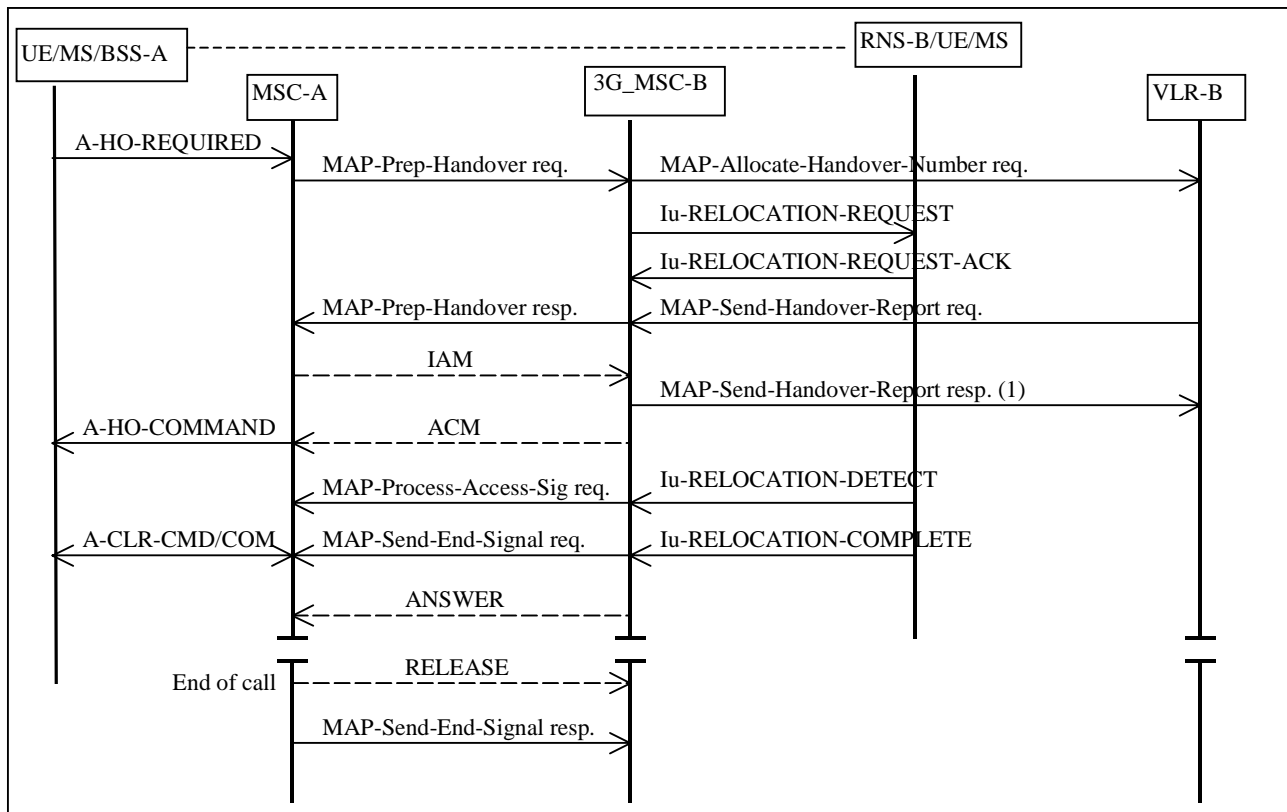 UE/MS/BSS-A
RNS-B/UE/MS
MSC-A
3G_MSC-B
VLR-B
A-HO-REQUIRED
MAP-Prep-Handover req.
MAP-Allocate-Handover-Number req.
Iu-RELOCATION-REQUEST
Iu-RELOCATION-REQUEST-ACK
MAP-Prep-Handover resp.
MAP-Send-Handover-Report req.
IAM
MAP-Send-Handover-Report resp. (1)
A-HO-COMMAND
ACM
Iu-RELOCATION-DETECT
MAP-Process-Access-Sig req.
A-CLR-CMD/COM
MAP-Send-End-Signal req.
Iu-RELOCATION-COMPLETE
ANSWER
End of call
RELEASE
MAP-Send-End-Signal resp.